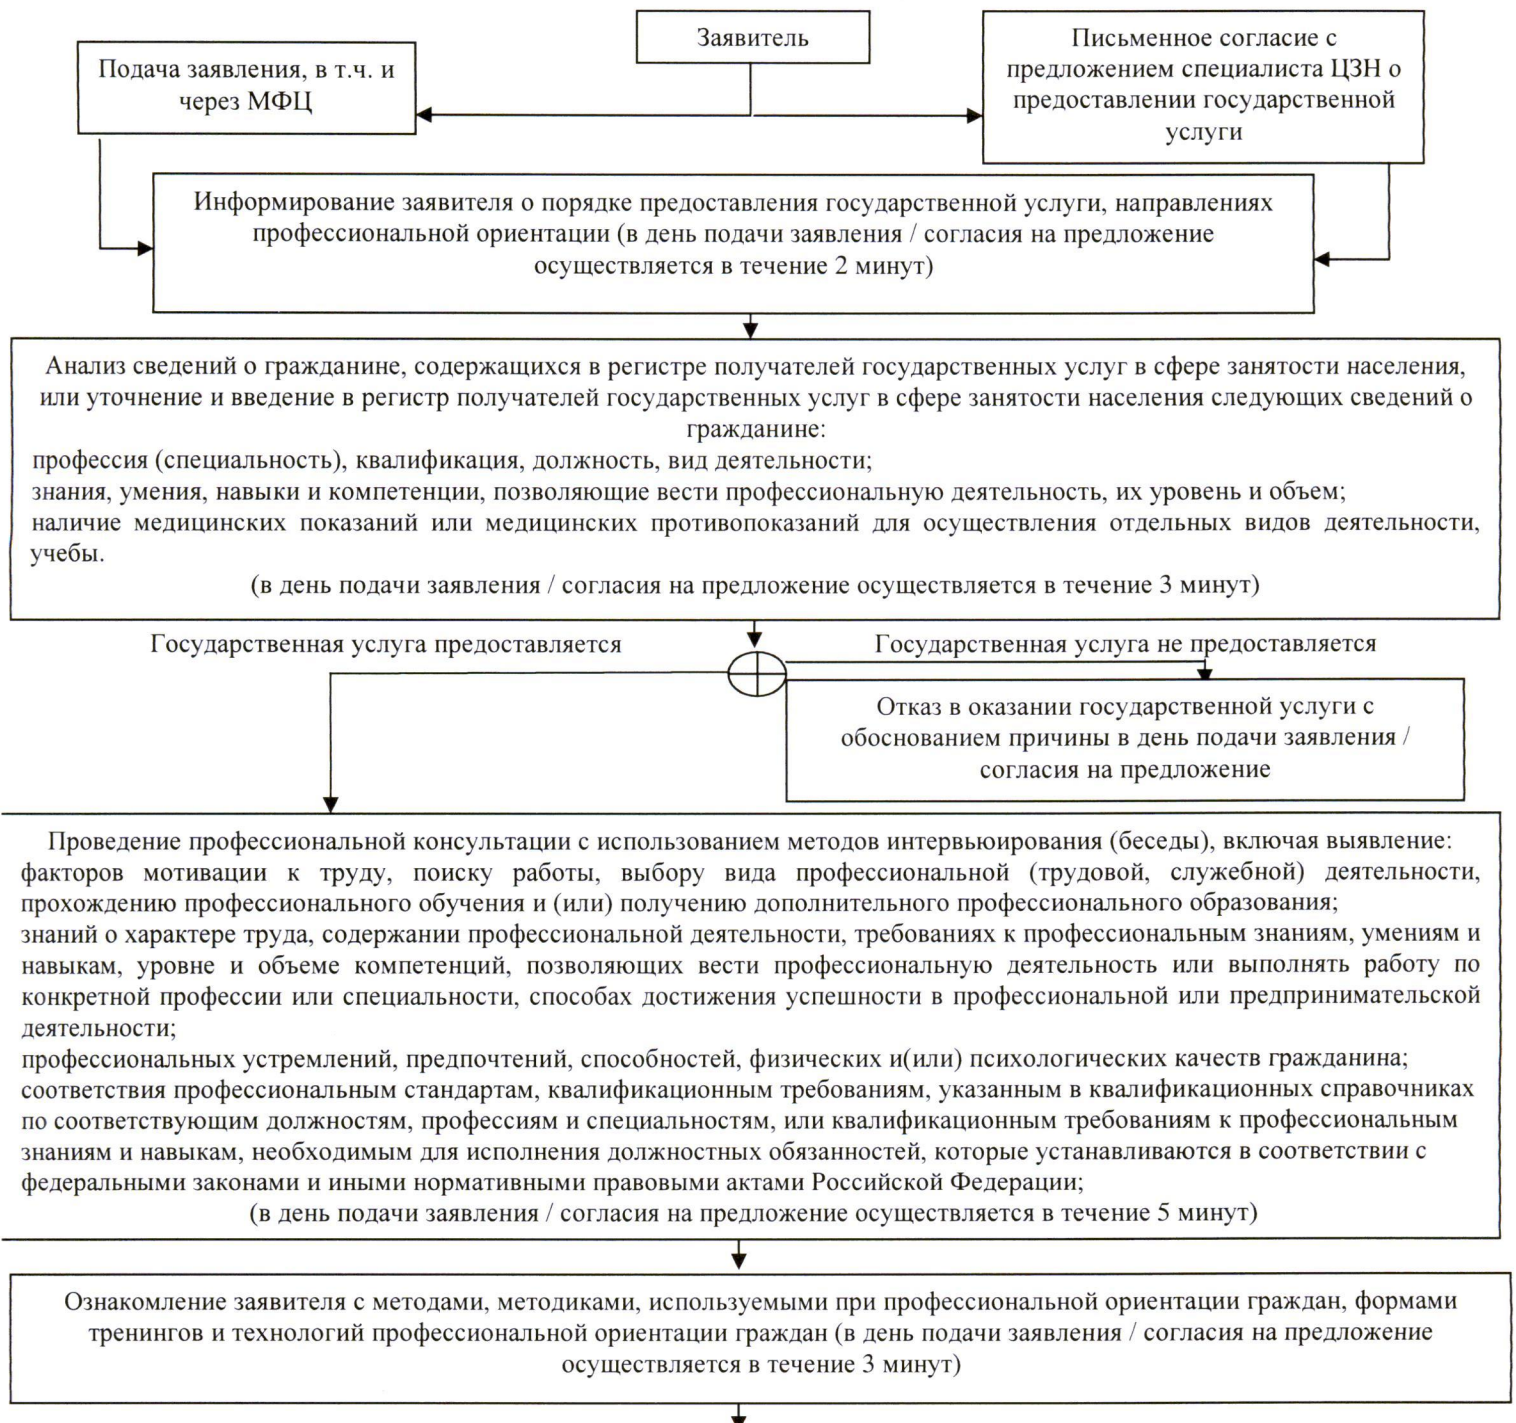 Заявитель
Подача заявления, в т.ч. и
через МФЦ
Письменное согласие с
предложением специалиста ЦЗН о
предоставлении государственной
услуги
Информирование заявителя о порядке предоставления государственной услуги, направлениях
профессиональной ориентации (в день подачи заявления / согласия на предложение
осуществляется в течение 2 минут)
Анализ сведений о гражданине, содержащихся в регистре получателей государственных услуг в сфере занятости населения,
или уточнение и введение в регистр получателей государственных услуг в сфере занятости населения следующих сведений о
гражданине:
профессия (специальность), квалификация, должность, вид деятельности;
знания, умения, навыки и компетенции, позволяющие вести профессиональную деятельность, их уровень и объем;
наличие медицинских показаний или медицинских противопоказаний для осуществления отдельных видов деятельности,
учебы.
(в день подачи заявления / согласия на предложение осуществляется в течение 3 минут)
Государственная услуга предоставляется
Государственная услуга не предоставляется
Отказ в оказании государственной услуги с
обоснованием причины в день подачи заявления /
согласия на предложение
Проведение профессиональной консультации с использованием методов интервьюирования (беседы), включая выявление:
факторов мотивации к труду, поиску работы, выбору вида профессиональной (трудовой, служебной) деятельности,
прохождению профессионального обучения и (или) получению дополнительного профессионального образования;
знаний о характере труда, содержании профессиональной деятельности, требованиях к профессиональным знаниям, умениям и
навыкам, уровне и объеме компетенций, позволяющих вести профессиональную деятельность или выполнять работу по
конкретной профессии или специальности, способах достижения успешности в профессиональной или предпринимательской
деятельности;
профессиональных устремлений, предпочтений, способностей, физических и(или) психологических качеств гражданина;
соответствия профессиональным стандартам, квалификационным требованиям, указанным в квалификационных справочниках
по соответствующим должностям, профессиям и специальностям, или квалификационным требованиям к профессиональным
знаниям и навыкам, необходимым для исполнения должностных обязанностей, которые устанавливаются в соответствии с
федеральными законами и иными нормативными правовыми актами Российской Федерации;
(в день подачи заявления / согласия на предложение осуществляется в течение 5 минут)
Ознакомление заявителя с методами, методиками, используемыми при профессиональной ориентации граждан, формами
тренингов и технологий профессиональной ориентации граждан (в день подачи заявления / согласия на предложение
осуществляется в течение 3 минут)